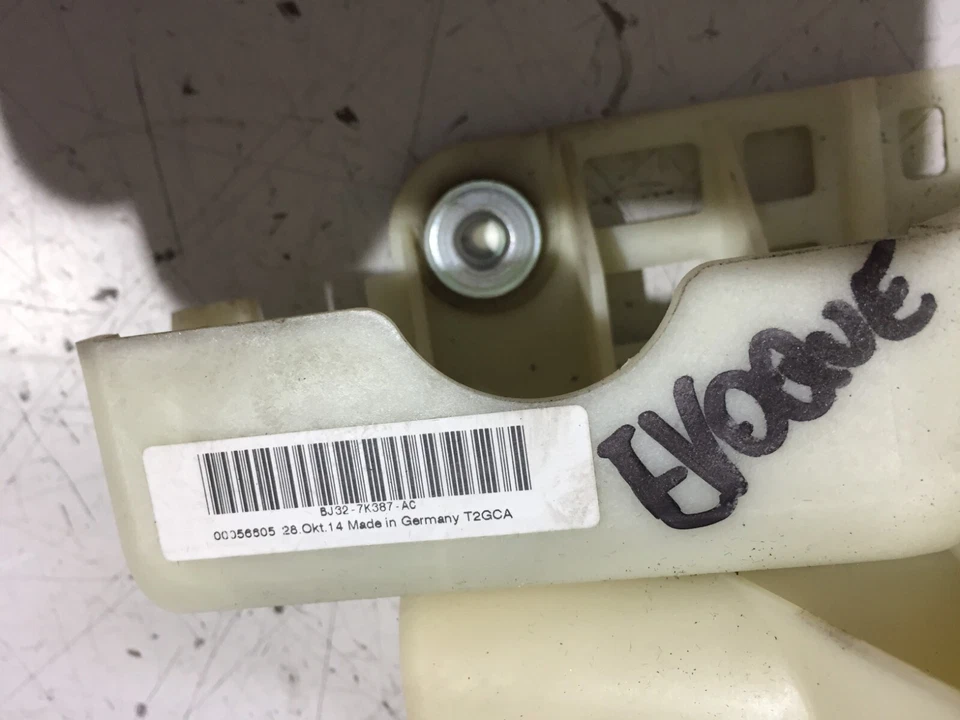 BJ32-7K387-AC
00056605 28.Okt.14 Made in Germany T2GCA
EVOQUE